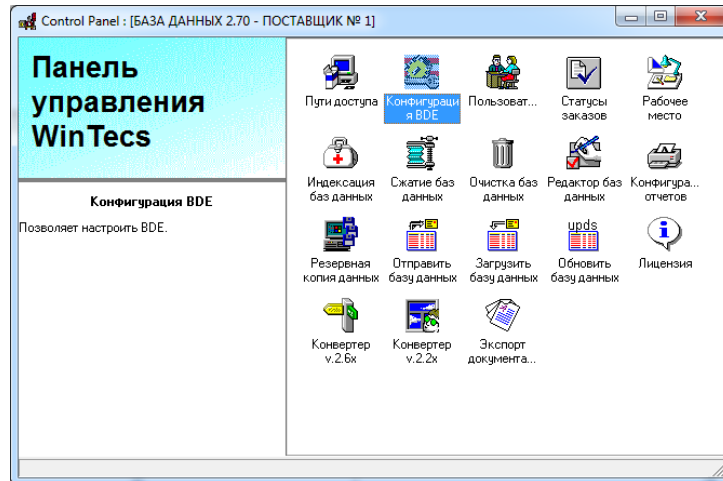 Control Panel : [БАЗА ДАННЫХ 2.70 - ПОСТАВЩИК № 1]
Панель
управления
WinTecs
Конфигурация BDE
Позволяет настроить BDE.
Пути доступа
Конфигураци
я BDE
Пользоват...
Статусы
заказов
Рабочее
место
Индексация
баз данных
Сжатие баз
данных
Очистка баз
данных
Редактор баз
данных
Конфигура...
отчетов
Резервная
копия данных
Отправить
базу данных
Загрузить
базу данных
upds
Обновить
базу данных
Лицензия
Конвертер
v.2.6x
Конвертер
v.2.2x
Экспорт
документа...